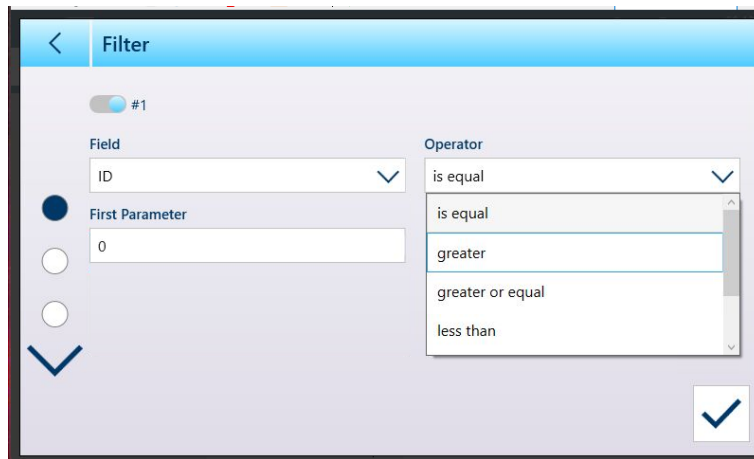 Filter
#1
Field
Operator
ID
is equal
First Parameter
0
is equal
greater
greater or equal
less than